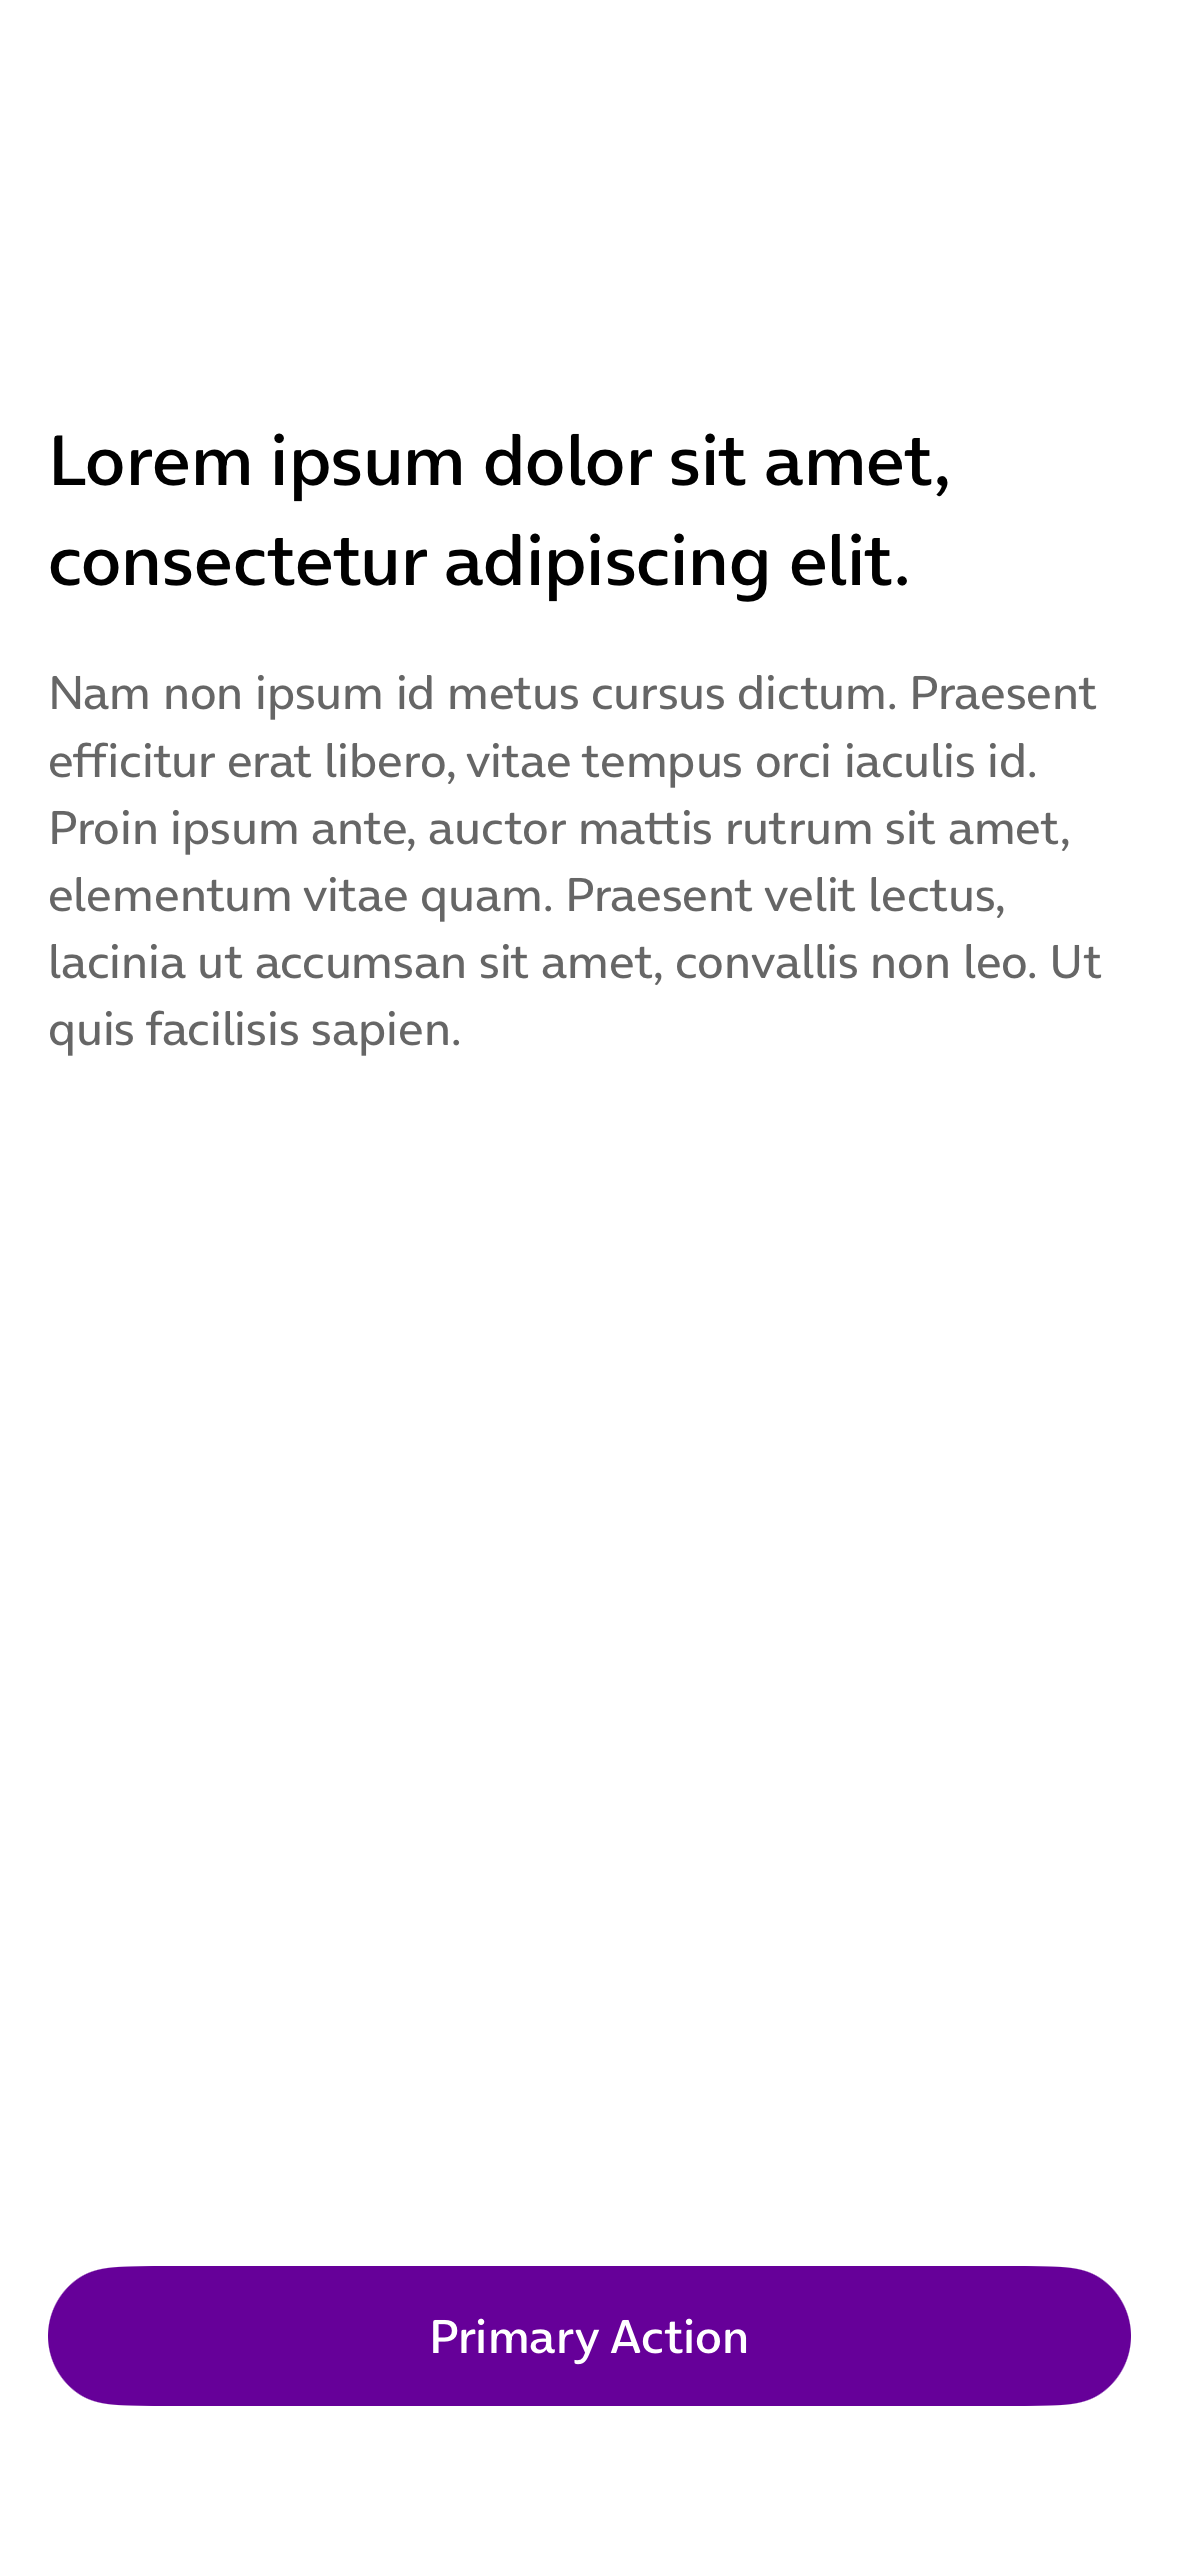 Lorem ipsum dolor sit amet,
consectetur adipiscing elit.
Nam non ipsum id metus cursus dictum. Praesent
efficitur erat libero, vitae tempus orci iaculis id.
Proin ipsum ante, auctor mattis rutrum sit amet,
elementum vitae quam. Praesent velit lectus,
lacinia ut accumsan sit amet, convallis non leo. Ut
quis facilisis sapien.
Primary Action